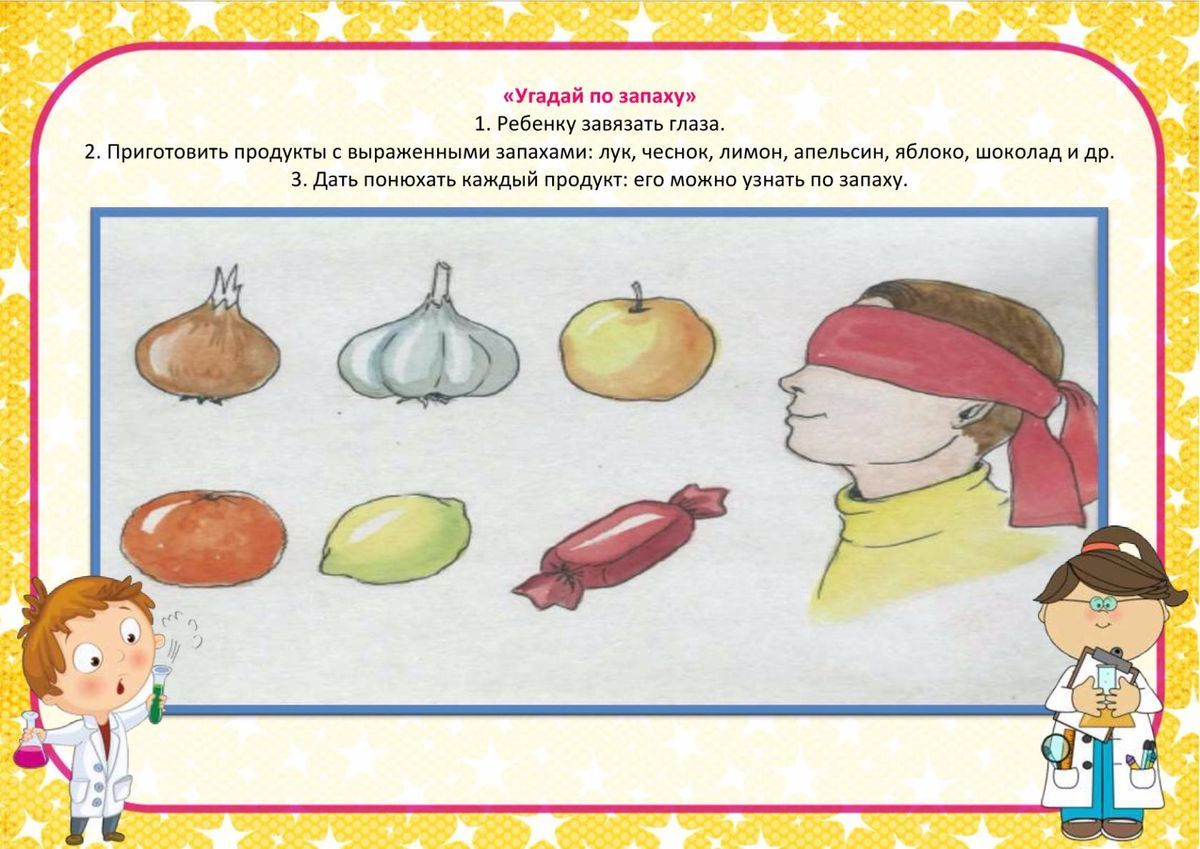 «Угадай по запаху»
1. Ребенку завязать глаза.
2. Приготовить продукты с выраженными запахами: лук, чеснок, лимон, апельсин, яблоко, шоколад и др.
3. Дать понюхать каждый продукт: его можно узнать по запаху.